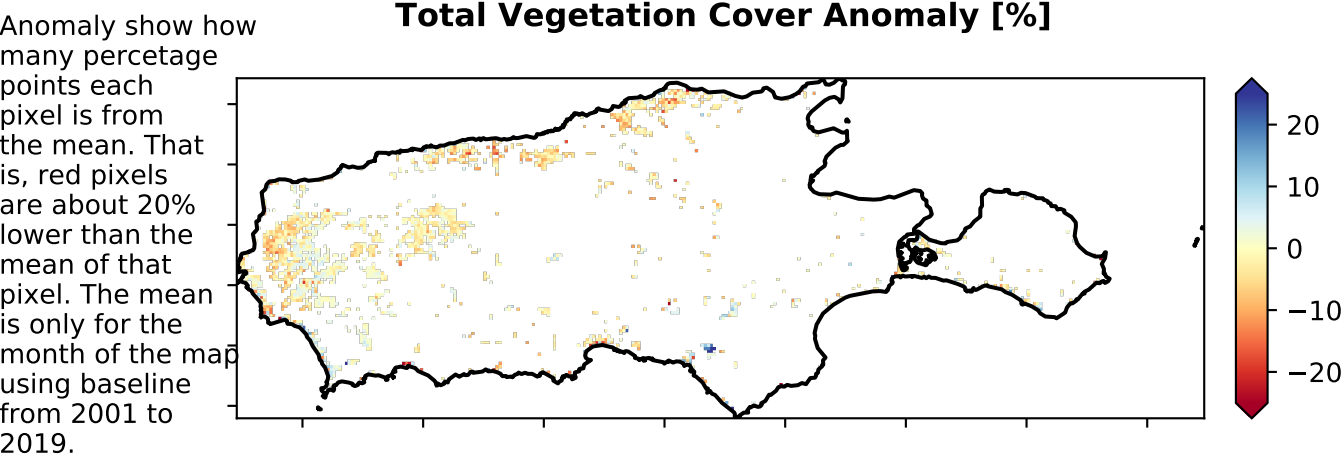 Total Vegetation Cover Anomaly [%]
Anomaly show how
many percetage
points each
pixel is from
the mean. That
is, red pixels
are about 20%
lower than the
mean of that
pixel. The mean
is only for the
month of the map
using baseline
from 2001 to
2019.
20
10
0
−10
−20